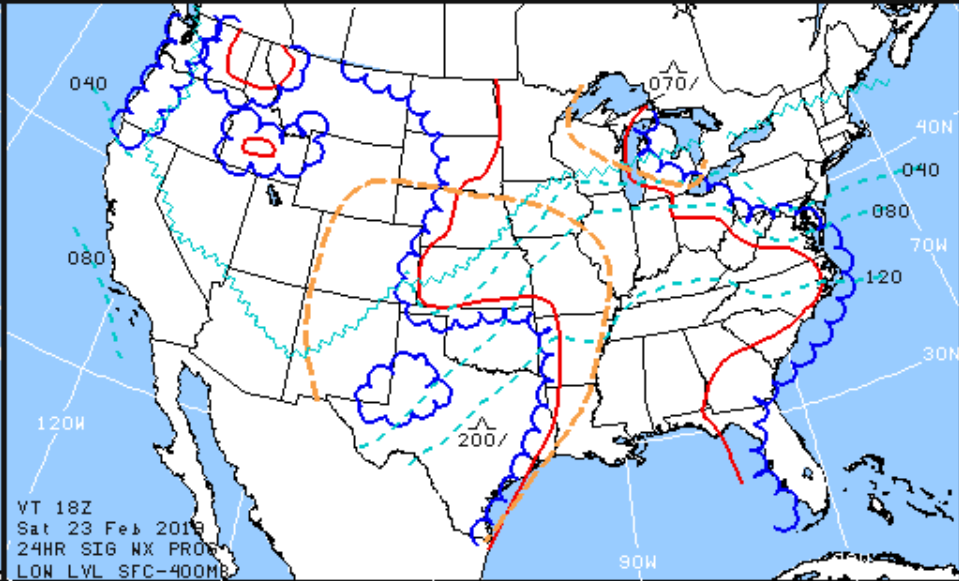 040
070/
40N
040
080
70W
080
120
30N
120W
200/
VT 18Z
Sat 23 Feb 2019
24HR SIG WX PROG
LOW LVL SFC-400MB
90W